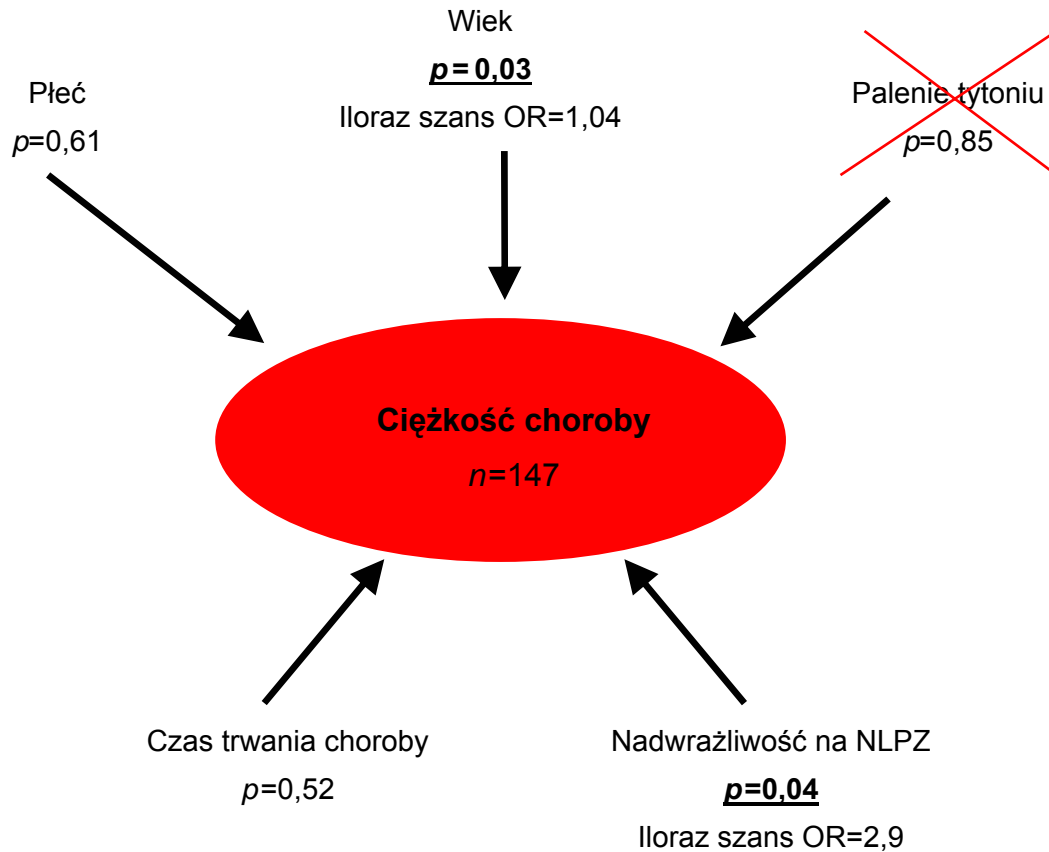 Wiek
p= 0,03
Iloraz szans OR=1,04
Płeć
p=0,61
Palenie tytoniu
p=0,85
Ciężkość choroby
n=147
Czas trwania choroby
p=0,52
Nadwrażliwość na NLPZ
p=0,04
Iloraz szans OR=2,9